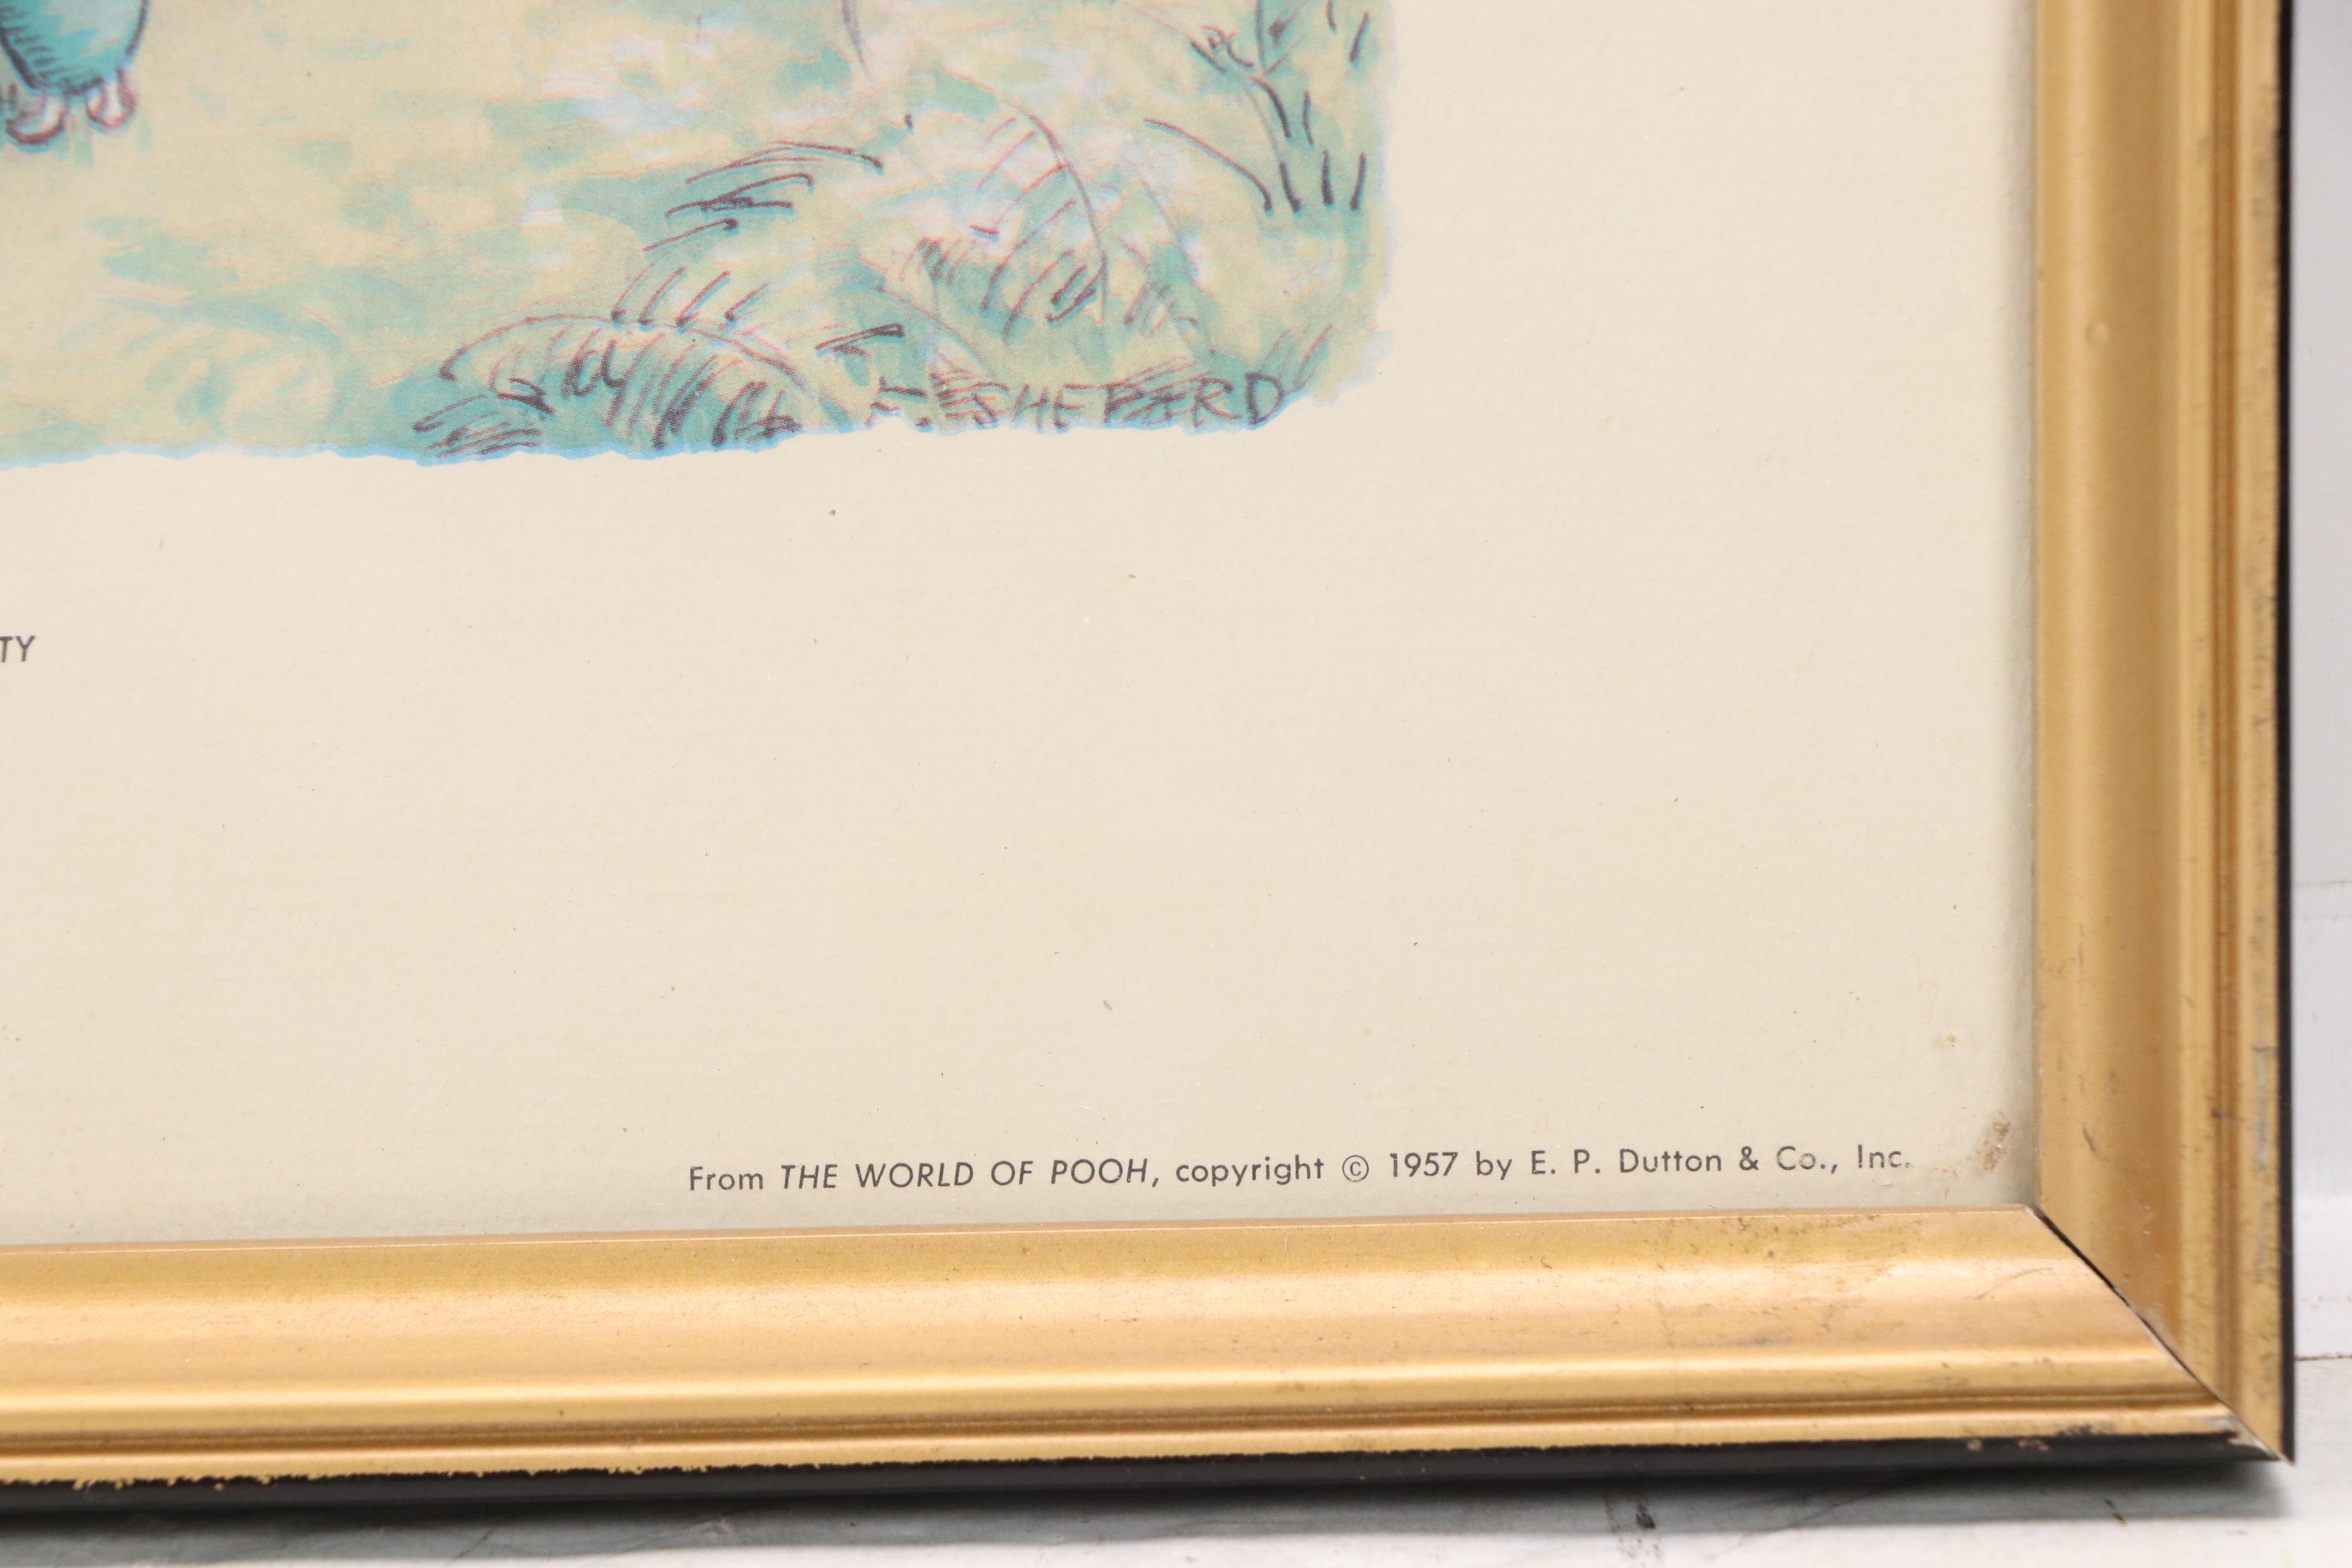 E. SHEPARD
TY
From THE WORLD OF POOH, copyright © 1957 by E. P. Dutton & Co., Inc.